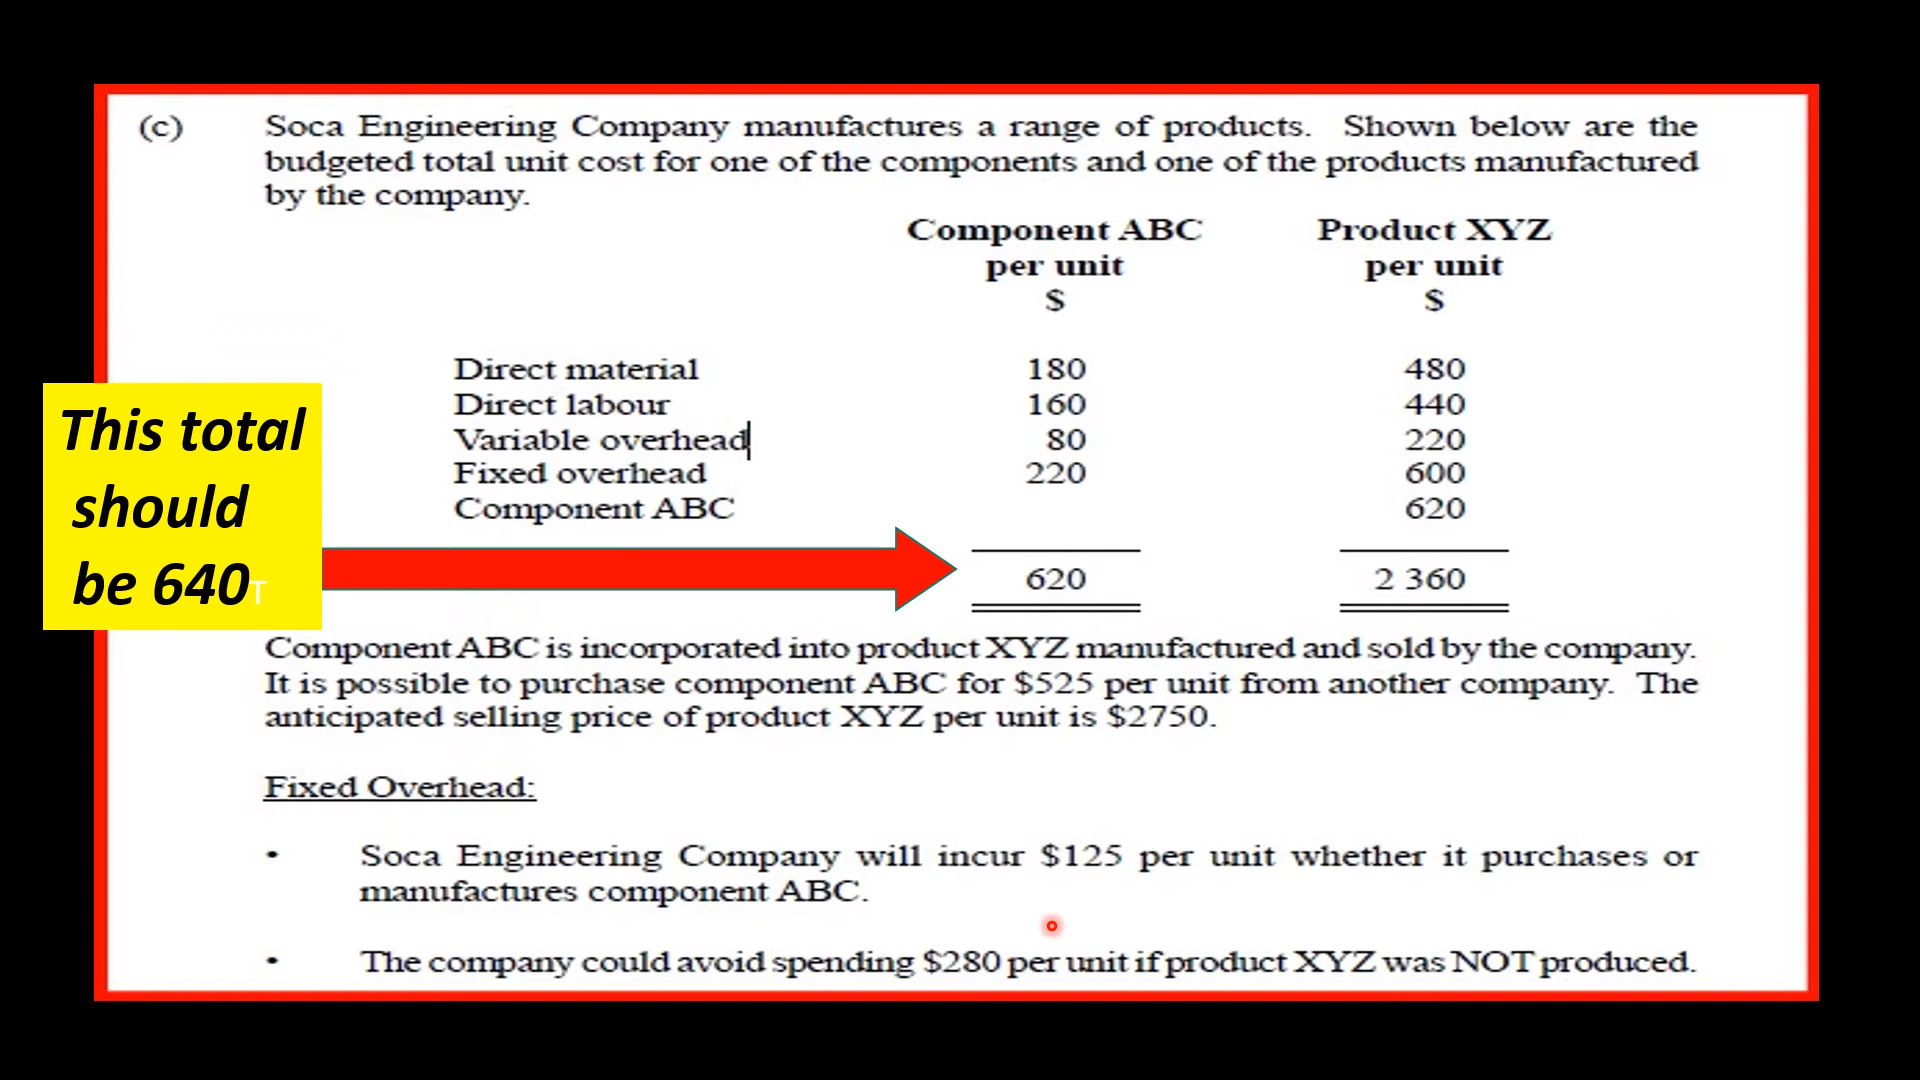 (c) Soca Engineering Company manufactures a range of products. Shown below are the
budgeted total unit cost for one of the components and one of the products manufactured
by the company.
Component ABC Product XYZ
per unit per unit
$ $
Direct material 180 480
Direct labour 160 440
Variable overhead 80 220
Fixed overhead 220 600
Component ABC 620
620 2 360
This total
should
be 640T
Component ABC is incorporated into product XYZ manufactured and sold by the company.
It is possible to purchase component ABC for $525 per unit from another company. The
anticipated selling price of product XYZ per unit is $2750.
Fixed Overhead:
• Soca Engineering Company will incur $125 per unit whether it purchases or
manufactures component ABC.
• The company could avoid spending $280 per unit if product XYZ was NOT produced.